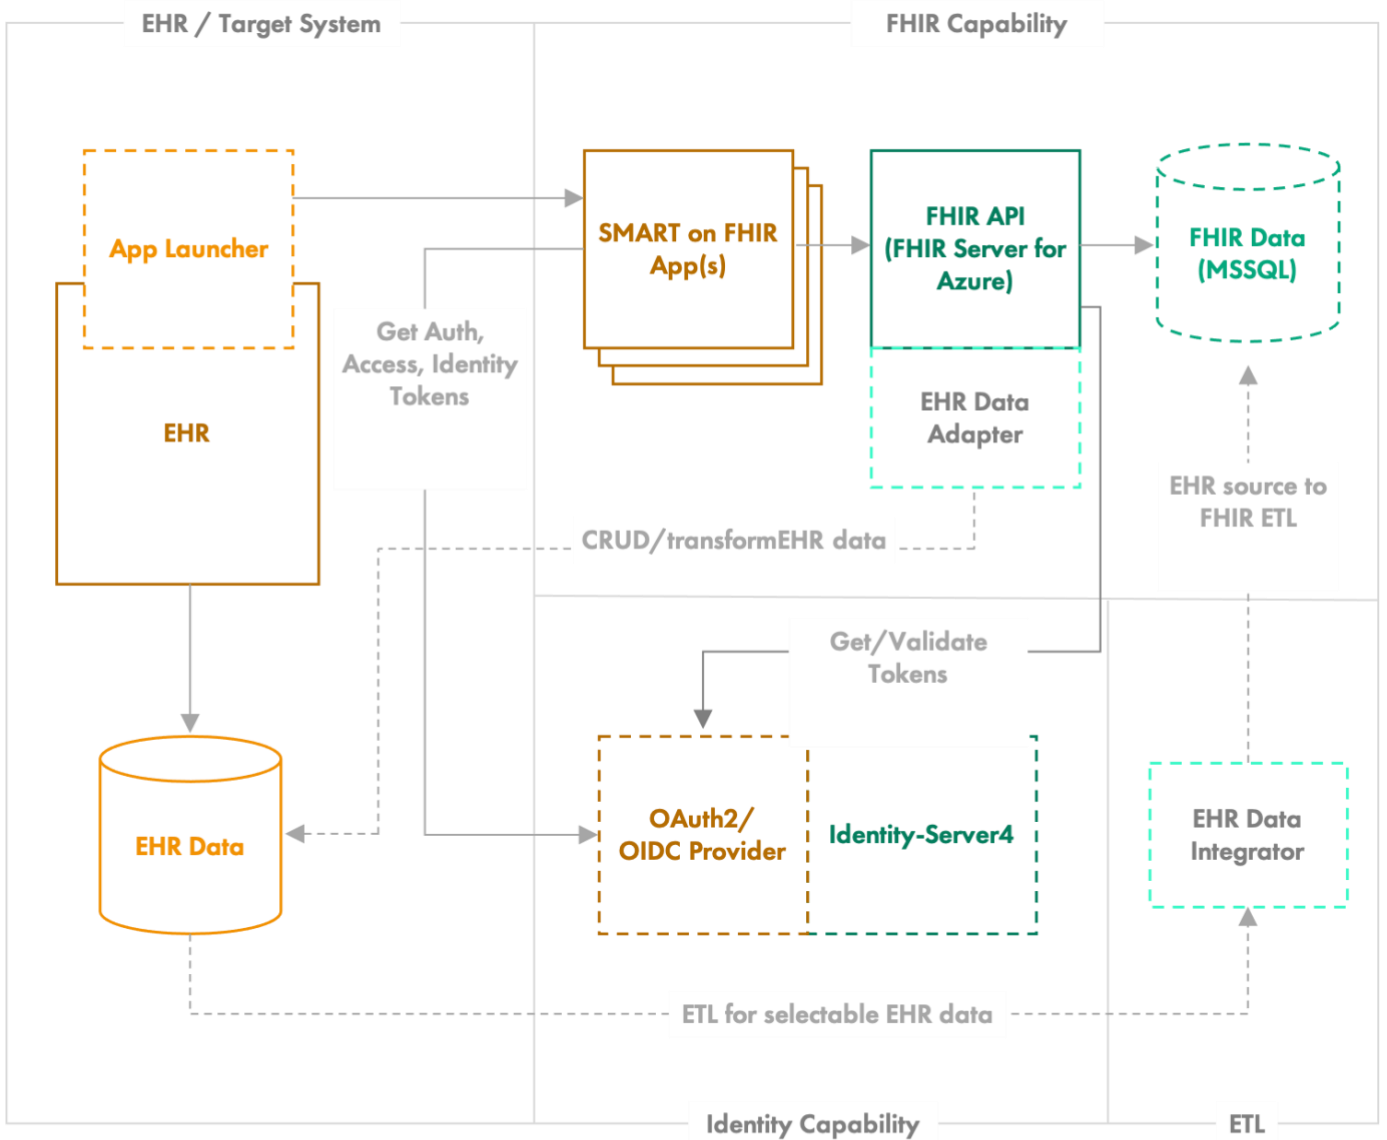 EHR / Target System
FHIR Capability
App Launcher
SMART on FHIR
App(s)
FHIR API
(FHIR Server for
Azure)
FHIR Data
(MSSQL)
Get Auth,
Access, Identity
Tokens
EHR
EHR Data
Adapter
EHR source to
FHIR ETL
CRUD/transformEHR data
Get/Validate
Tokens
EHR Data
OAuth2/
OIDC Provider
Identity-Server4
EHR Data
Integrator
ETL for selectable EHR data
Identity Capability
ETL